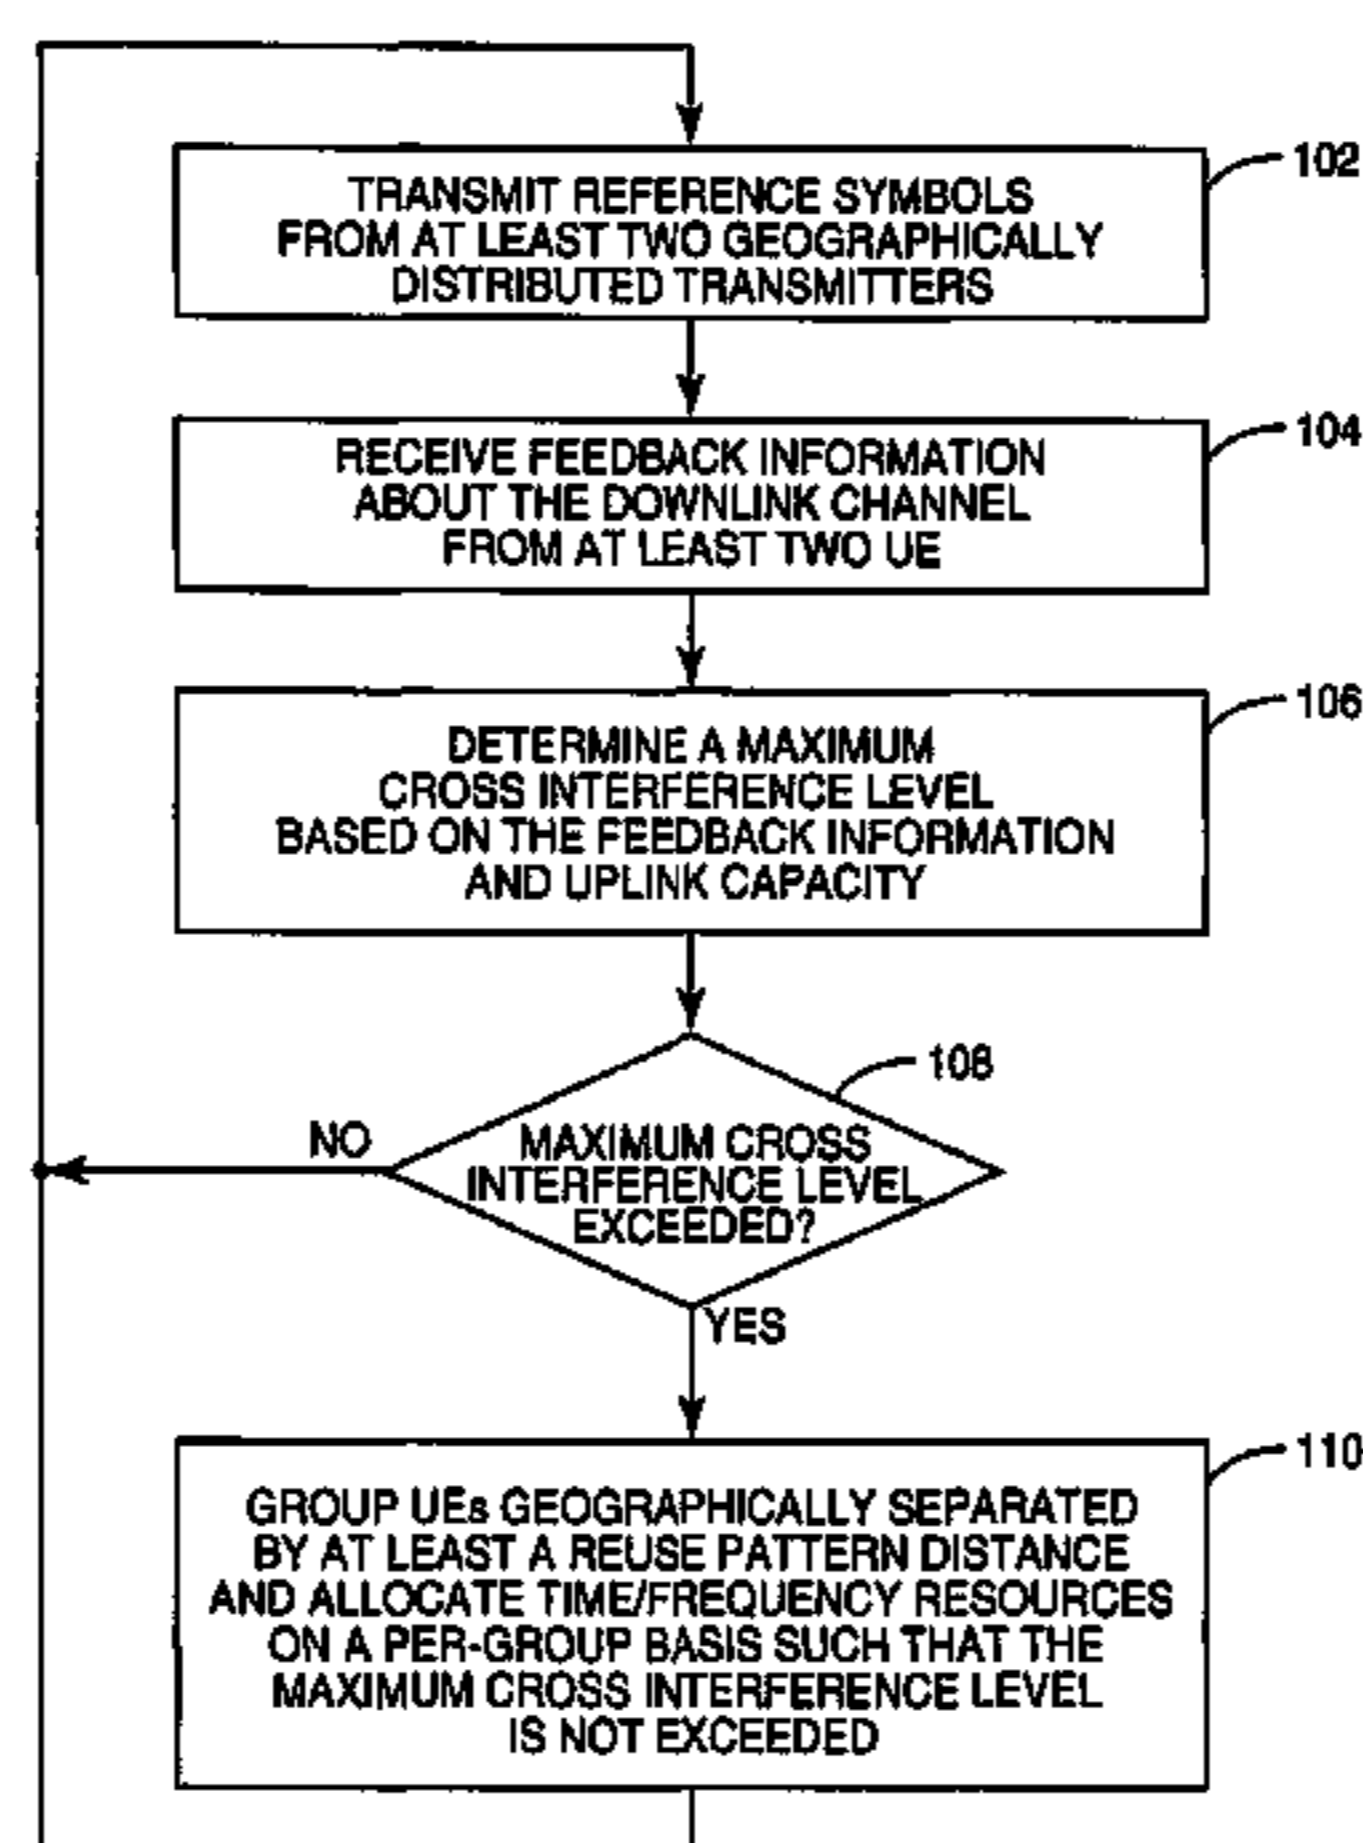 102
TRANSMIT REFERENCE SYMBOLS
FROM AT LEAST TWO GEOGRAPHICALLY
DISTRIBUTED TRANSMITTERS
104
RECEIVE FEEDBACK INFORMATION
ABOUT THE DOWNLINK CHANNEL
FROM AT LEAST TWO UE
106
DETERMINE A MAXIMUM
CROSS INTERFERENCE LEVEL
BASED ON THE FEEDBACK INFORMATION
AND UPLINK CAPACITY
108
NO
MAXIMUM CROSS
INTERFERENCE LEVEL
EXCEEDED?
YES
110
GROUP UEs GEOGRAPHICALLY SEPARATED
BY AT LEAST A REUSE PATTERN DISTANCE
AND ALLOCATE TIME/FREQUENCY RESOURCES
ON A PER-GROUP BASIS SUCH THAT THE
MAXIMUM CROSS INTERFERENCE LEVEL
IS NOT EXCEEDED